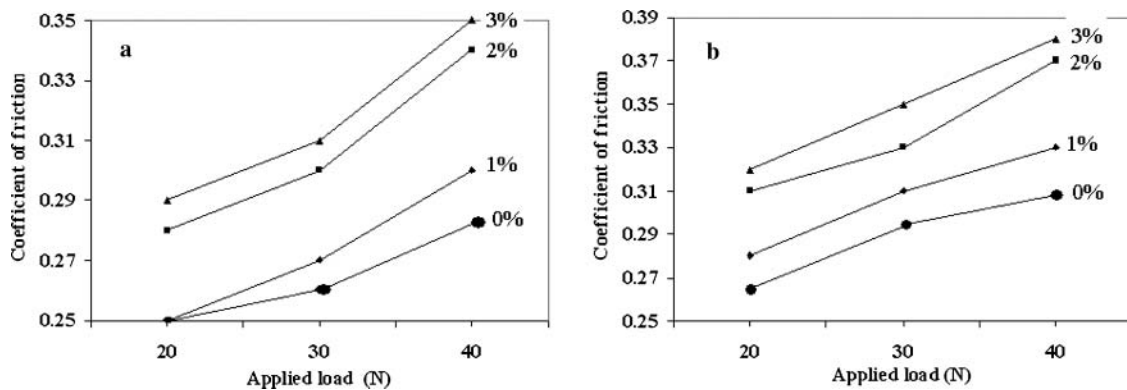 a
Coefficient of friction
0.35
0.33
0.31
0.29
0.27
0.25
3%
2%
1%
0%
20 30 40
Applied load (N)
b
Coefficient of friction
0.39
0.37
0.35
0.33
0.31
0.29
0.27
0.25
3%
2%
1%
0%
20 30 40
Applied load (N)